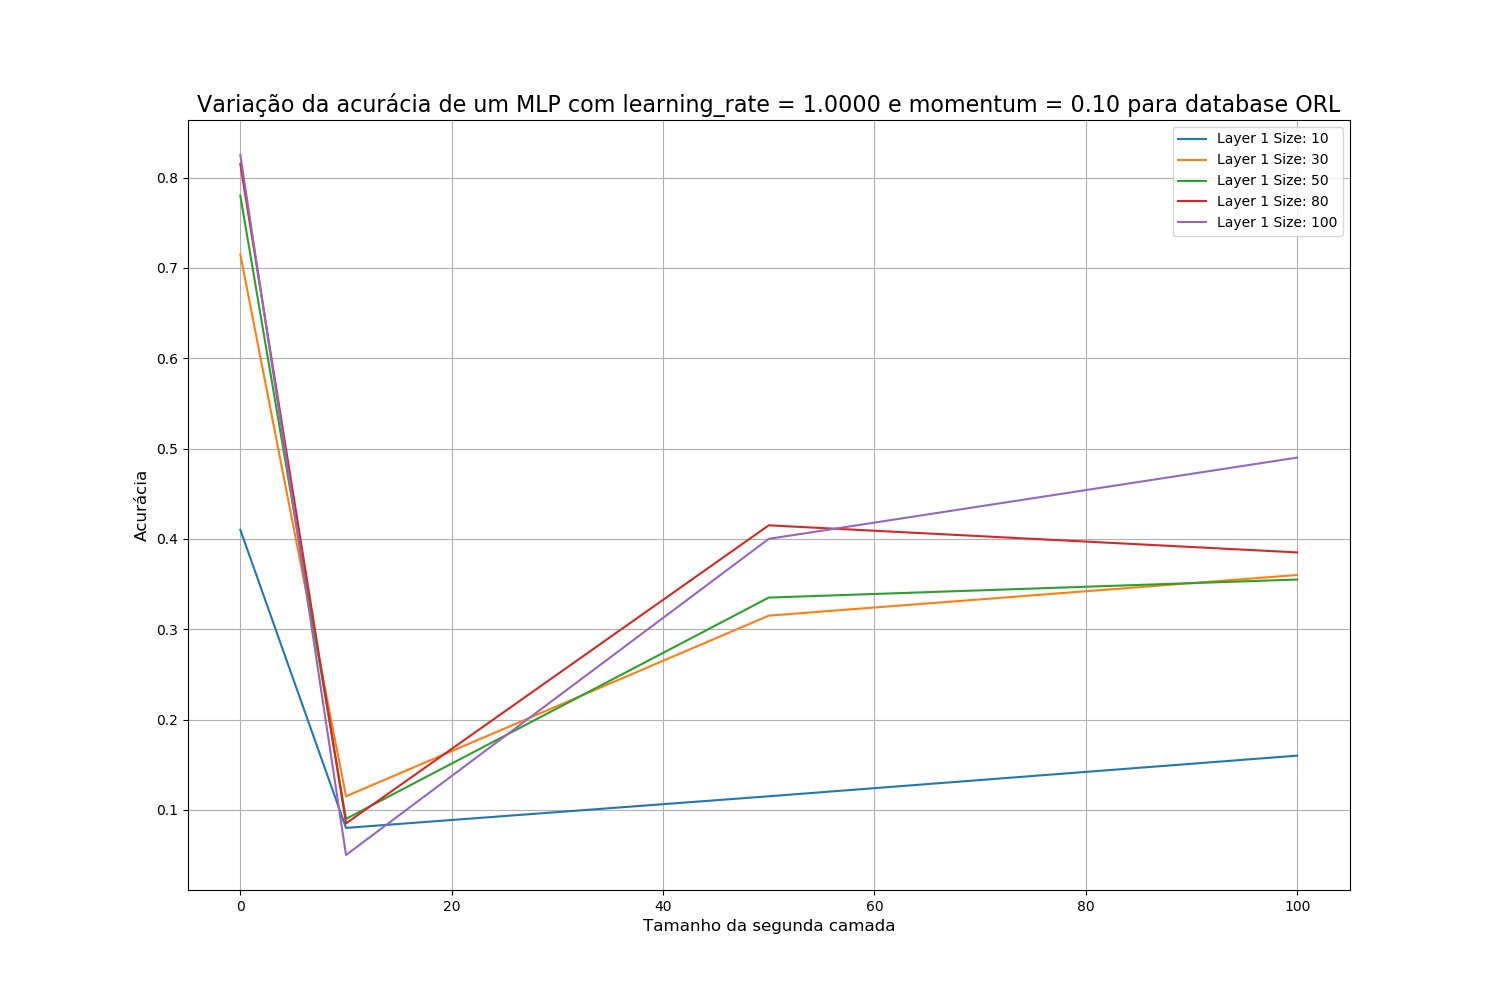 Variação da acurácia de um MLP com learning_rate = 1.0000 e momentum = 0.10 para database ORL
Layer 1 Size: 10
Layer 1 Size: 30
Layer 1 Size: 50
Layer 1 Size: 80
Layer 1 Size: 100
Acurácia
0.8
0.7
0.6
0.5
0.4
0.3
0.2
0.1
0 20 40 60 80 100
Tamanho da segunda camada